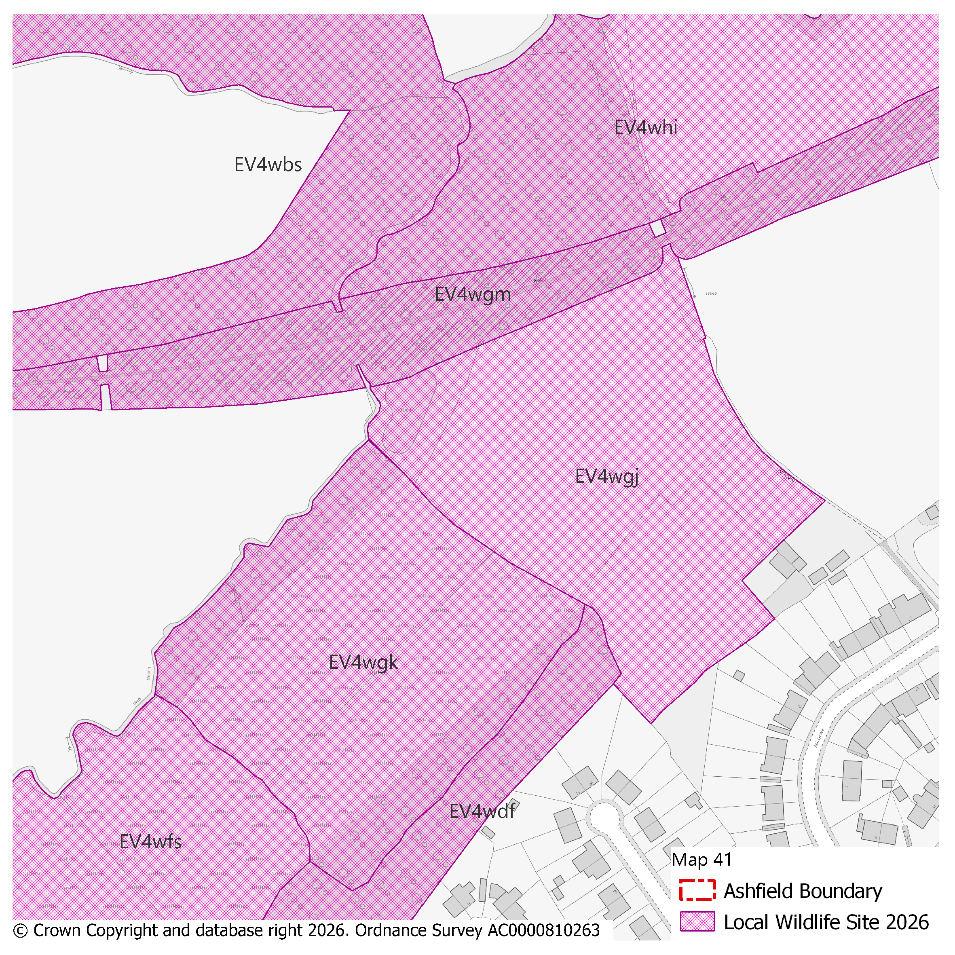 EV4whi
EV4wbs
EV4wgm
EV4wgj
EV4wgk
EV4wdf
EV4wfs
Map 41
Ashfield Boundary
Local Wildlife Site 2026
© Crown Copyright and database right 2026. Ordnance Survey AC0000810263